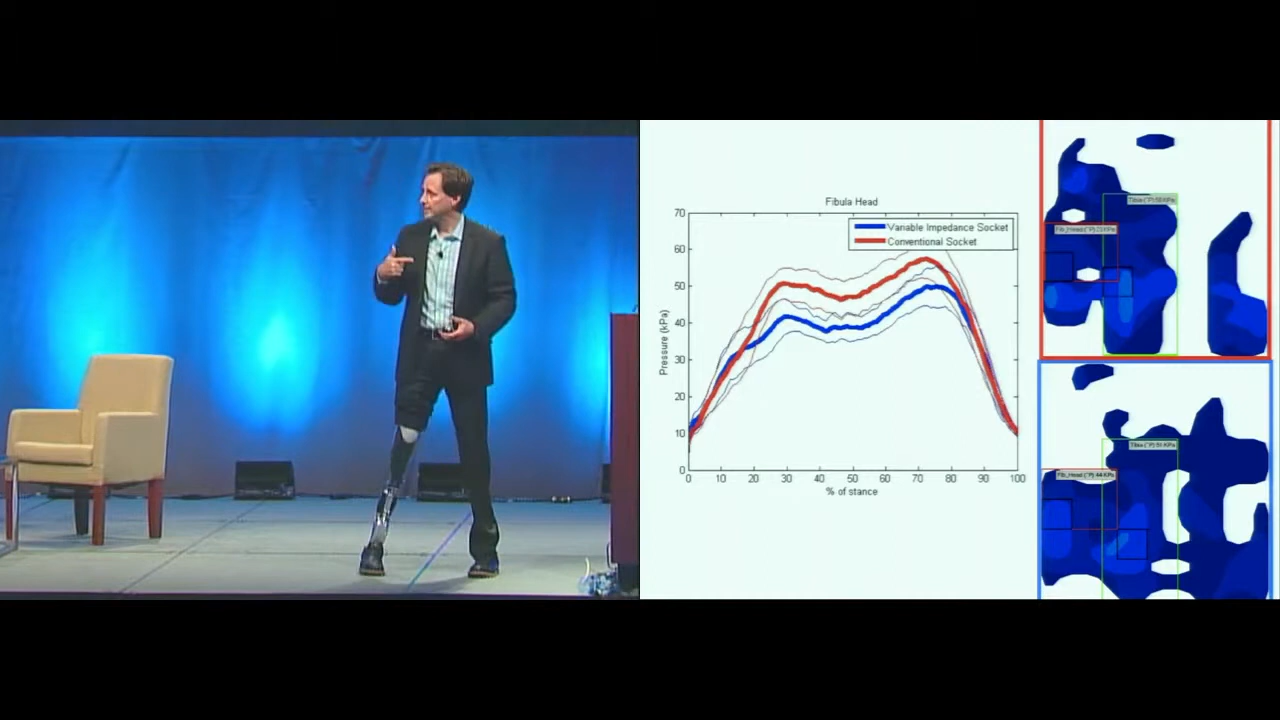 Fibula Head
Variable Impedance Socket
Conventional Socket
Pressure (kPa)
70
60
50
40
30
20
10
0
0 10 20 30 40 50 60 70 80 90 100
% of stance